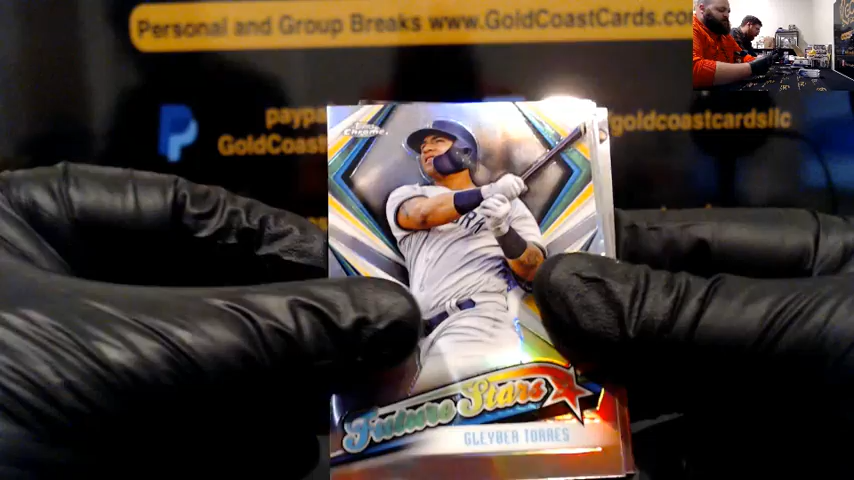 Personal and Group Breaks www.GoldCoastCards.co
paypa
GoldCoast
/goldcoastcardsllc
Chrome
Future Stars
GLEYBER TORRES